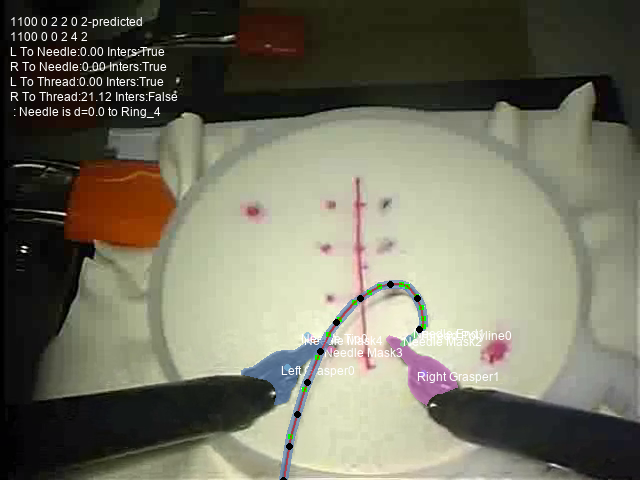 1100 0 2 2 0 2-predicted
1100 0 0 2 4 2
L To Needle:0.00 Inters:True
R To Needle:0.00 Inters:True
L To Thread:0.00 Inters:True
R To Thread:21.12 Inters:False
: Needle is d=0.0 to Ring_4
Needle Mask2
Needle Mask3
Left Grasper0
Right Grasper1